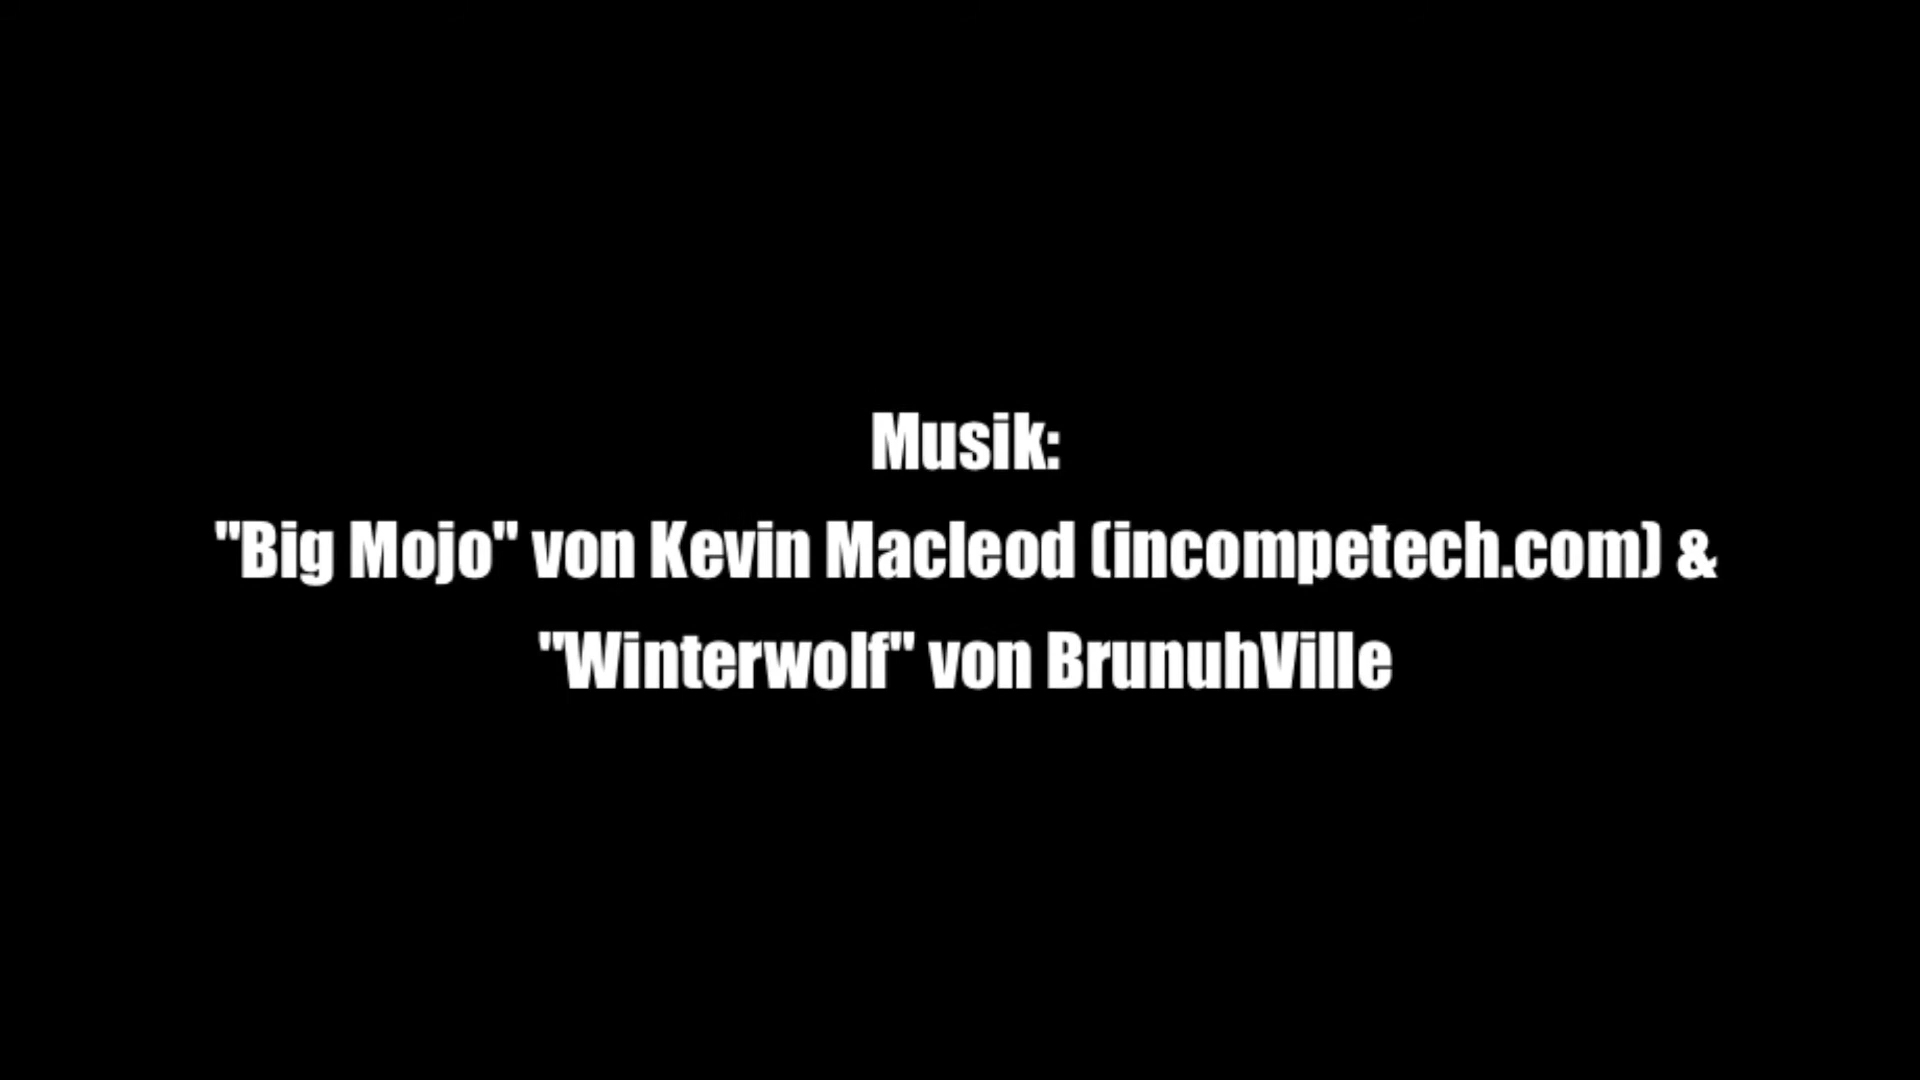 Musik:
"Big Mojo" von Kevin Macleod (incompetech.com) &
"Winterwolf" von BrunuhVille